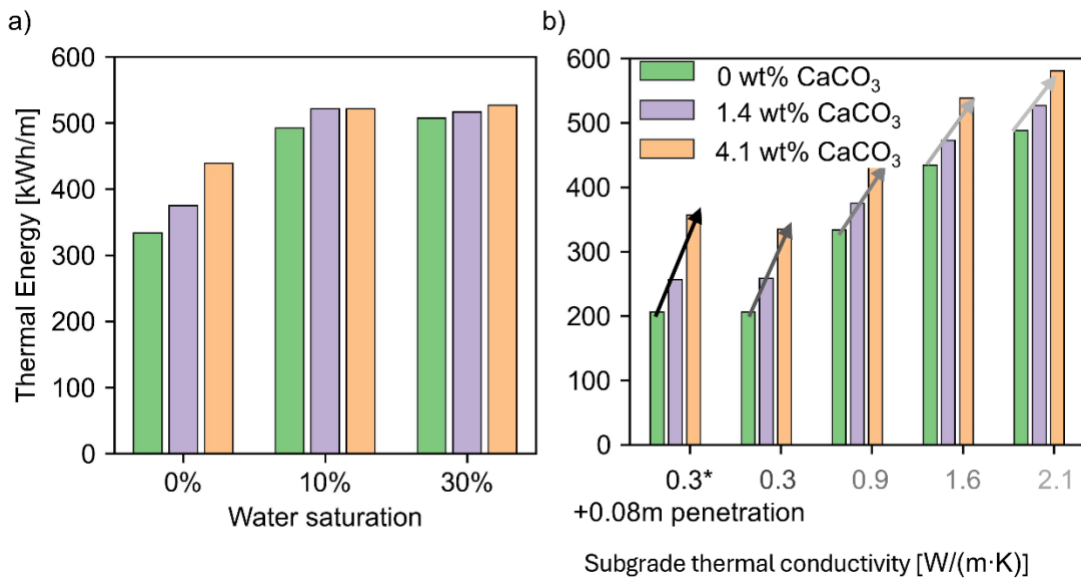 a)
Thermal Energy [kWh/m]
600
500
400
300
200
100
0
0% 10% 30%
Water saturation
b)
600
500
400
300
200
100
0
0 wt% CaCO₃
1.4 wt% CaCO₃
4.1 wt% CaCO₃
0.3* 0.3 0.9 1.6 2.1
+0.08m penetration
Subgrade thermal conductivity [W/(m·K)]